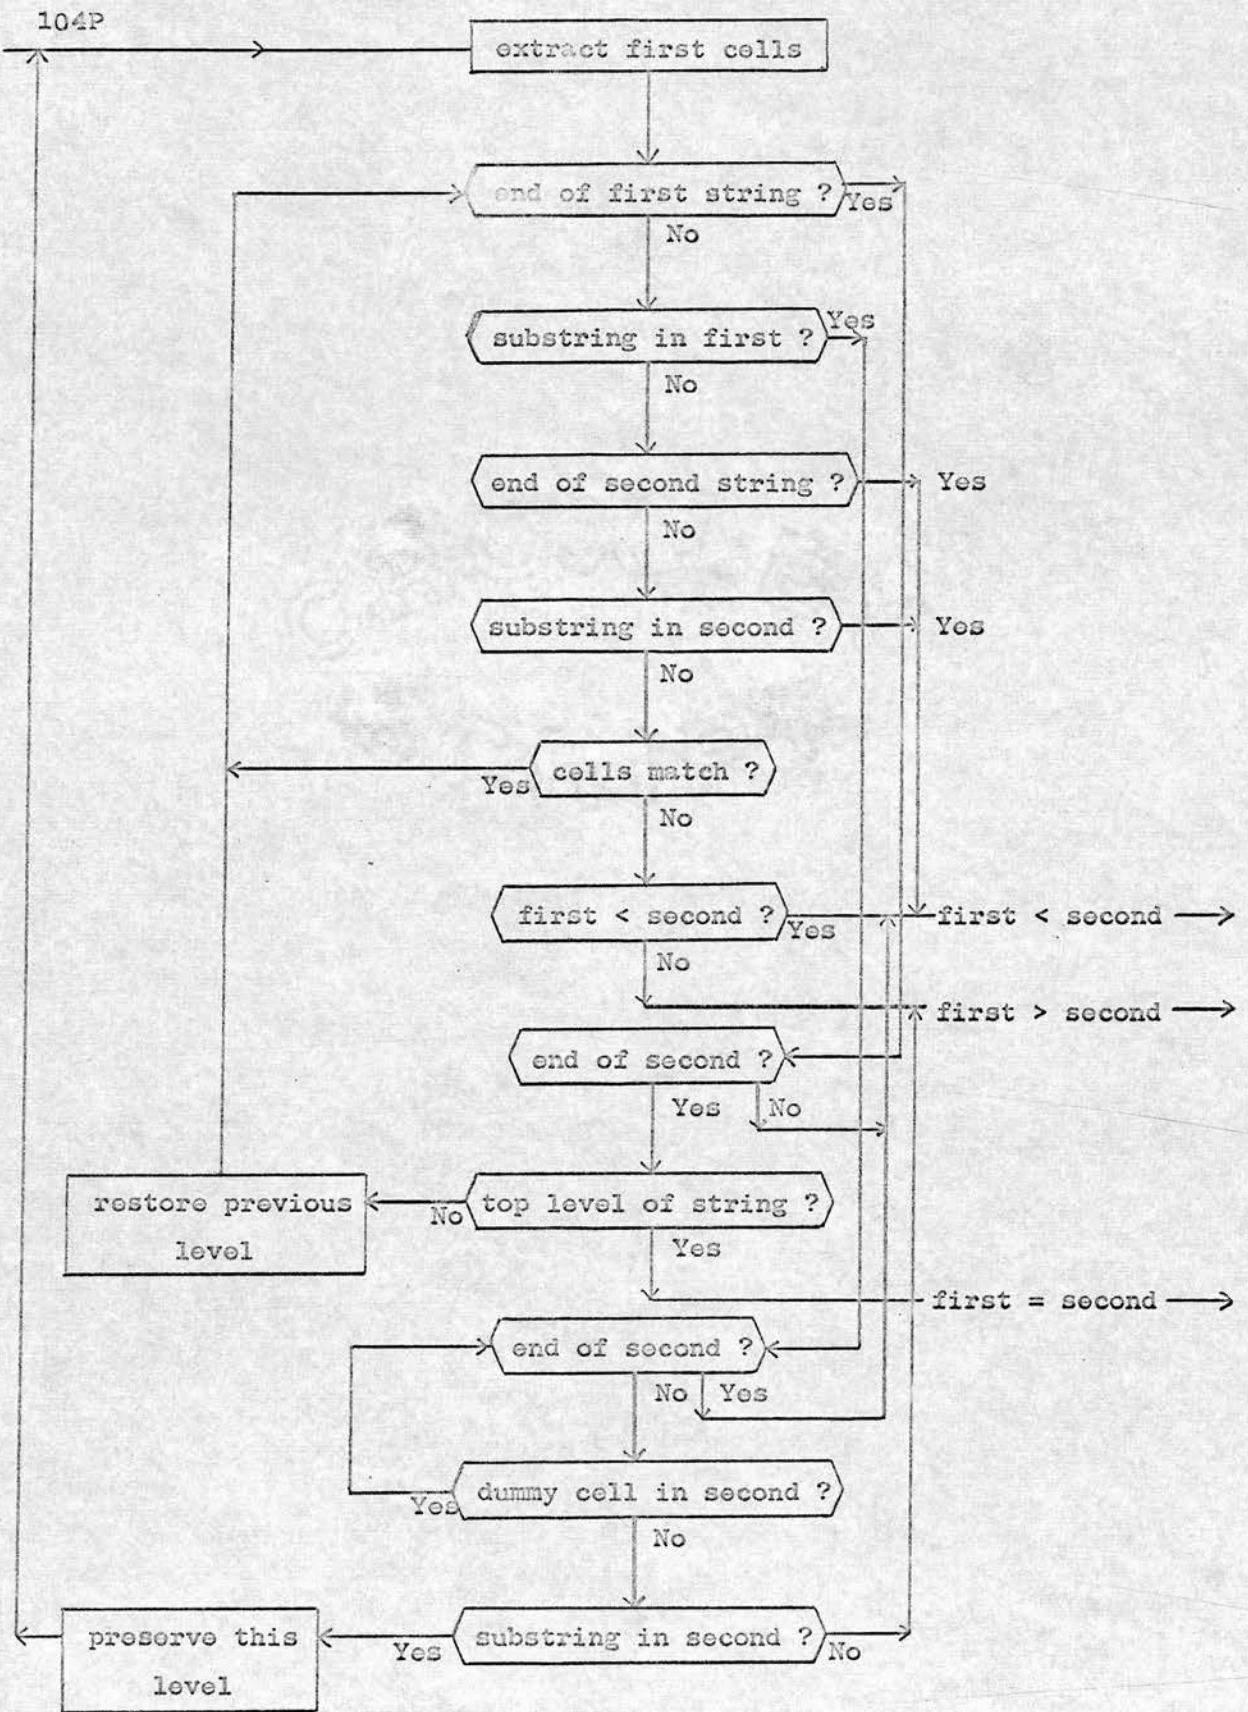 104P
extract first cells
end of first string ?
Yes
No
Yes
substring in first ?
No
end of second string ?
Yes
No
substring in second ?
Yes
No
cells match ?
Yes
No
first < second ?
Yes
first < second
No
first > second
end of second ?
Yes
No
restore previous
level
No
top level of string ?
Yes
first = second
end of second ?
No
Yes
dummy cell in second ?
Yes
No
preserve this
level
Yes
substring in second ?
No